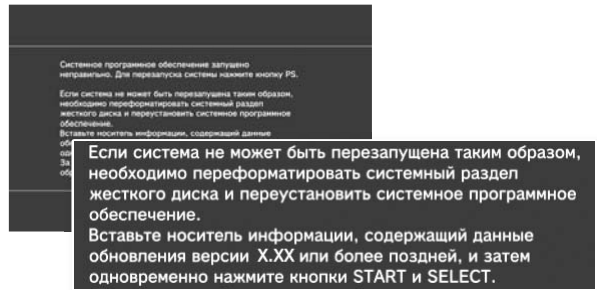 Системное программное обеспечение запущено
неправильно. Для перезапуска системы нажмите кнопку PS.
Если система не может быть перезапущена таким образом,
необходимо переформатировать системный раздел
жесткого диска и переустановить системное программное
обеспечение.
Вставьте носитель информации, содержащий данные
Если система не может быть перезапущена таким образом,
необходимо переформатировать системный раздел
жесткого диска и переустановить системное программное
обеспечение.
Вставьте носитель информации, содержащий данные
обновления версии X.XX или более поздней, и затем
одновременно нажмите кнопки START и SELECT.